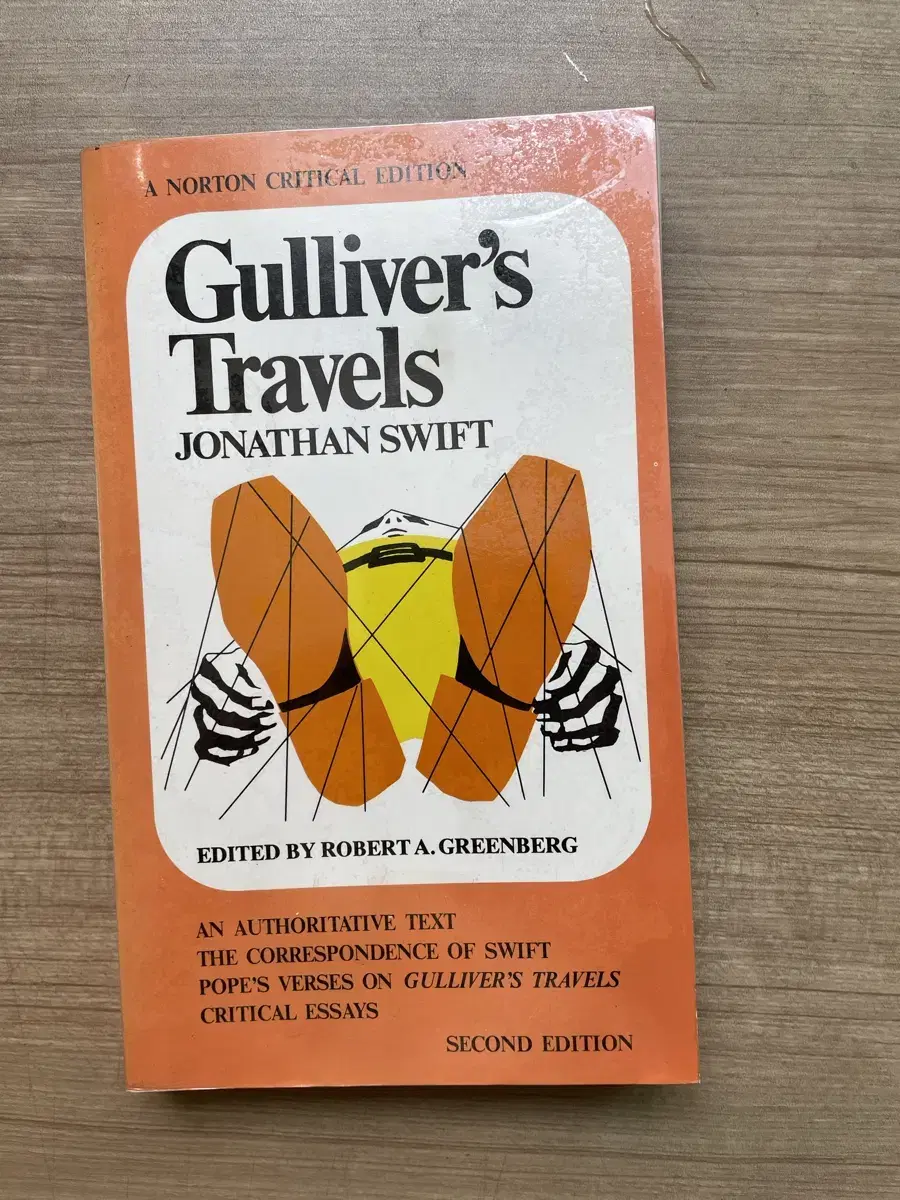 A NORTON CRITICAL EDITION
Gulliver's
Travels
JONATHAN SWIFT
EDITED BY ROBERT A. GREENBERG
AN AUTHORITATIVE TEXT
THE CORRESPONDENCE OF SWIFT
POPE'S VERSES ON GULLIVER'S TRAVELS
CRITICAL ESSAYS
SECOND EDITION